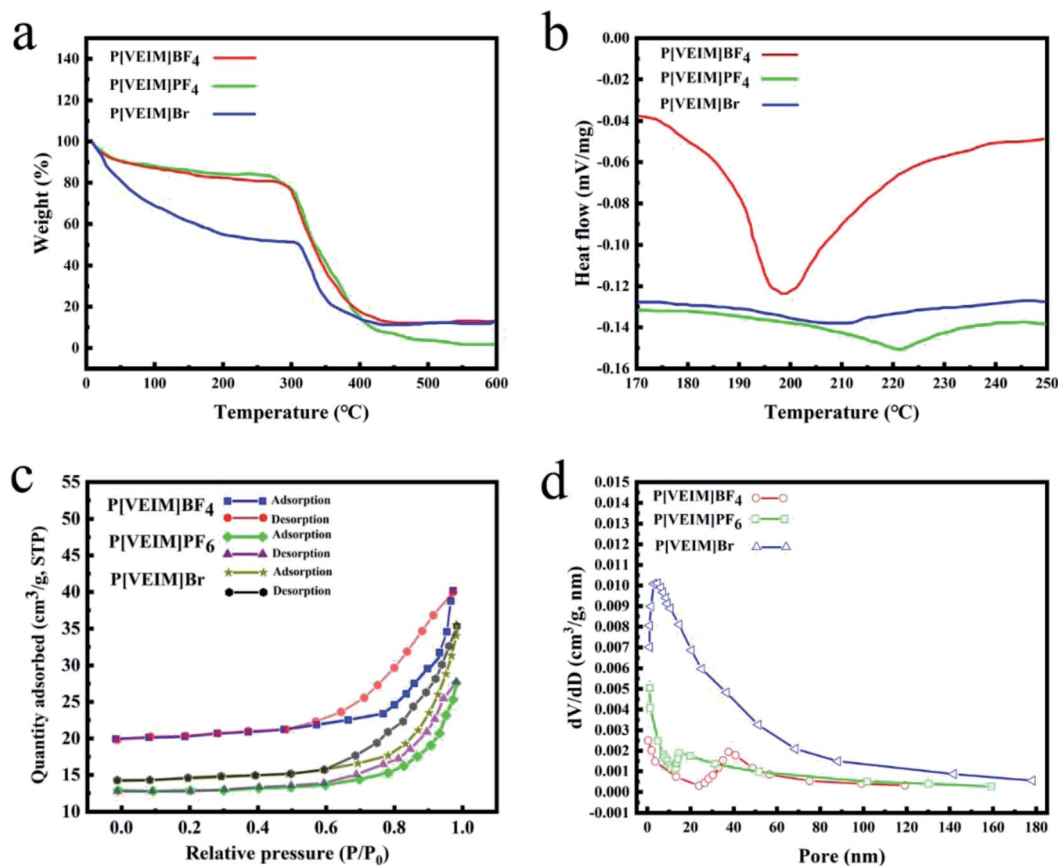 a
P[VEIM]BF4
P[VEIM]PF4
P[VEIM]Br
140
120
100
80
60
40
20
0
Weight (%)
0 100 200 300 400 500 600
Temperature (°C)
b
P[VEIM]BF4
P[VEIM]PF4
P[VEIM]Br
0.00
-0.02
-0.04
-0.06
-0.08
-0.10
-0.12
-0.14
-0.16
Heat flow (mV/mg)
170 180 190 200 210 220 230 240 250
Temperature (°C)
c
P[VEIM]BF4 Adsorption
Desorption
P[VEIM]PF6 Adsorption
Desorption
P[VEIM]Br Adsorption
Desorption
55
50
45
40
35
30
25
20
15
10
Quantity adsorbed (cm3/g, STP)
0.0 0.2 0.4 0.6 0.8 1.0
Relative pressure (P/P0)
d
P[VEIM]BF4
P[VEIM]PF6
P[VEIM]Br
0.015
0.014
0.013
0.012
0.011
0.010
0.009
0.008
0.007
0.006
0.005
0.004
0.003
0.002
0.001
0.000
-0.001
dV/dD (cm3/g, nm)
0 20 40 60 80 100 120 140 160 180
Pore (nm)